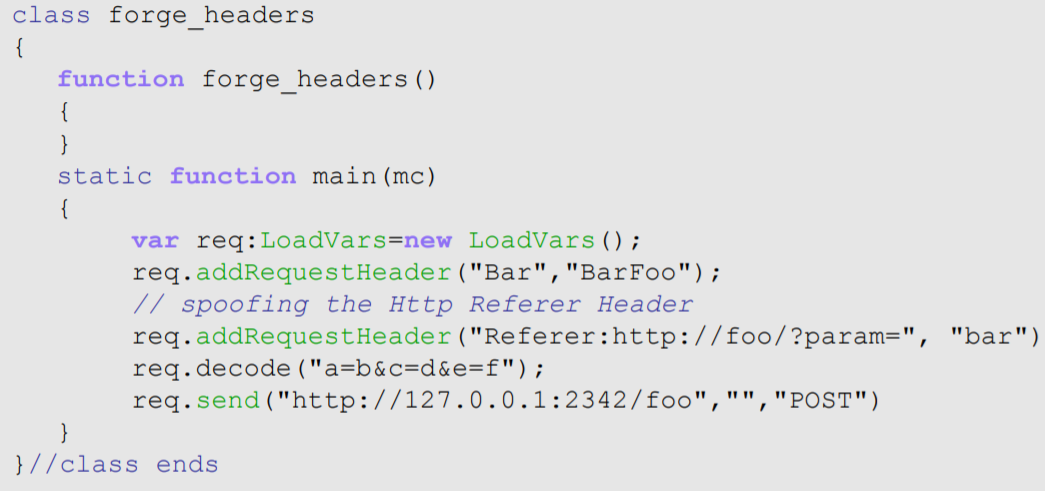 class forge_headers
{
function forge_headers()
{
}
static function main(mc)
{
var req:LoadVars=new LoadVars();
req.addRequestHeader("Bar","BarFoo");
// spoofing the Http Referer Header
req.addRequestHeader("Referer:http://foo/?param=", "bar")
req.decode("a=b&c=d&e=f");
req.send("http://127.0.0.1:2342/foo","","POST")
}
}//class ends